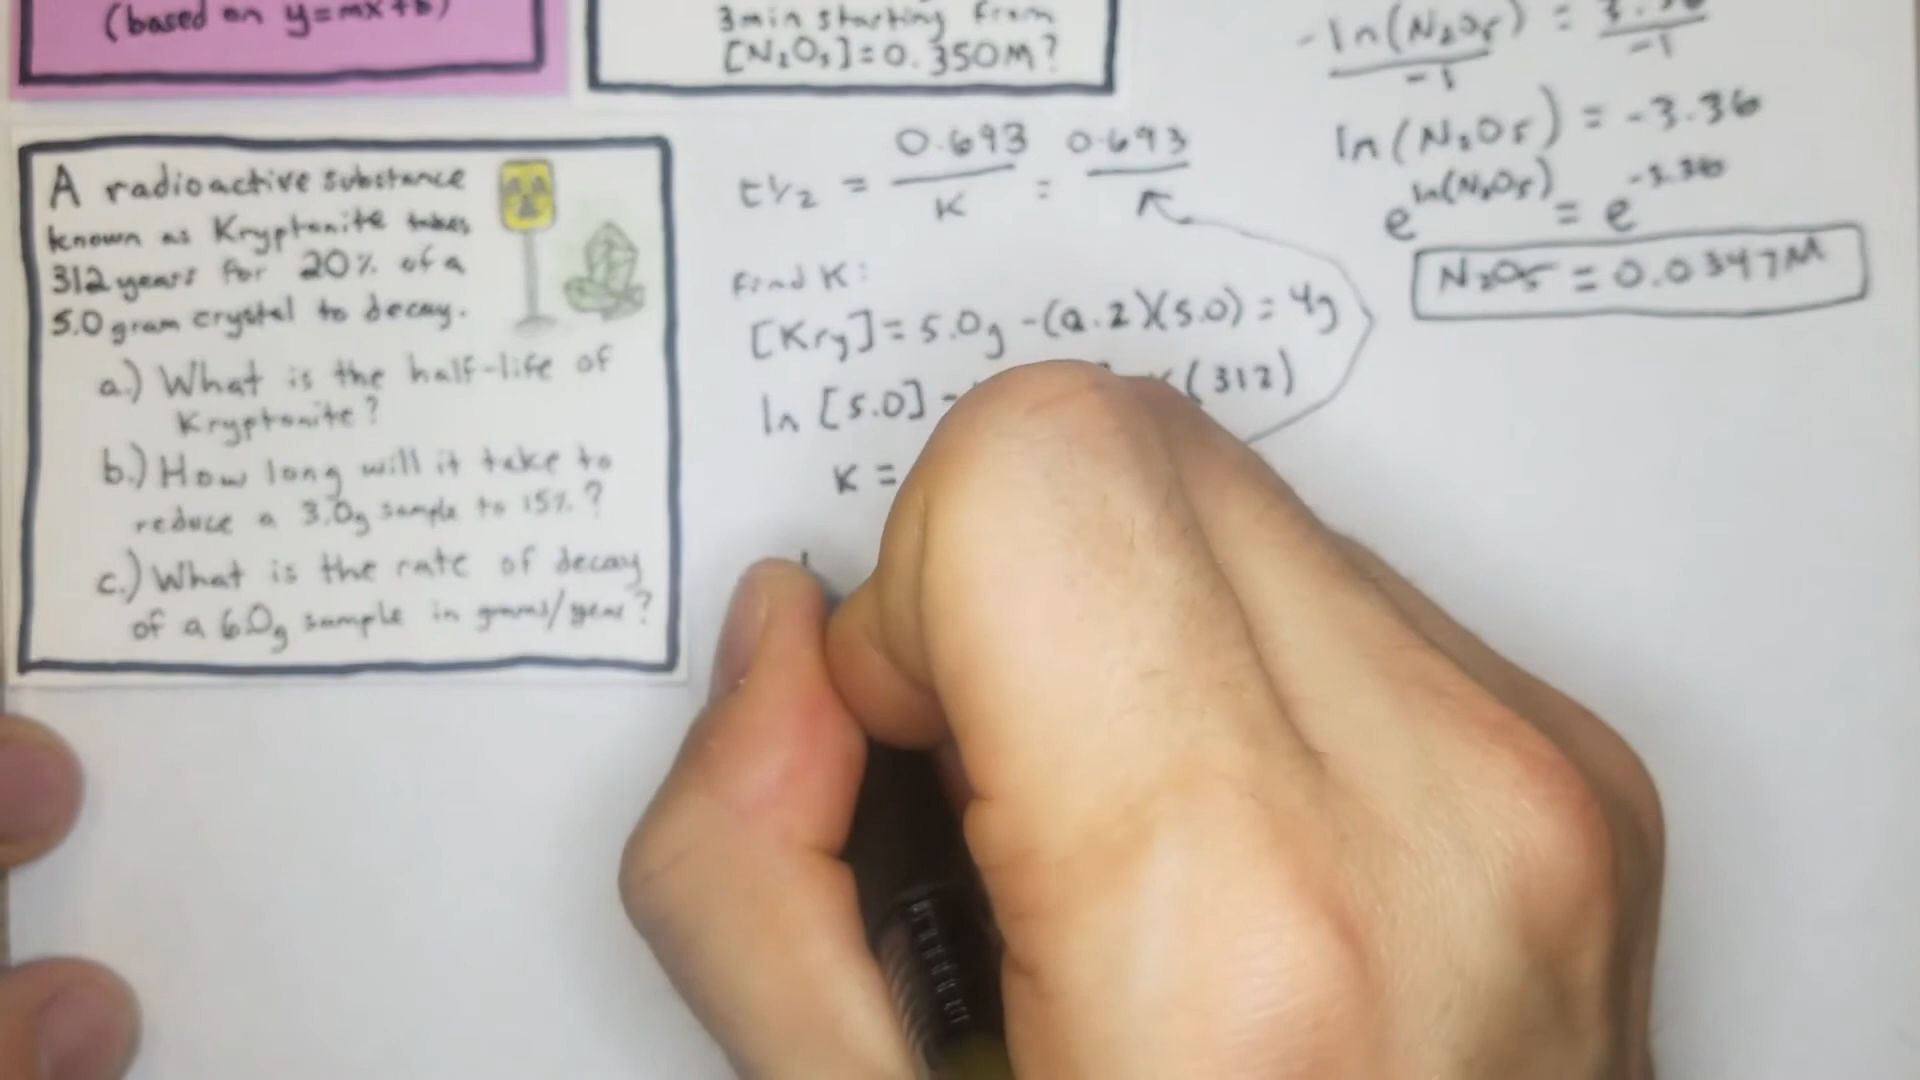 (based on y=mx+b)
3min starting from
[N₂O₅]=0.350M?
-ln(N₂O₅) = 3.36
-1 -1
ln(N₂O₅) = -3.36
e^ln(N₂O₅) = e^-3.36
N₂O₅ = 0.0347M
A radioactive substance
known as Kryptonite takes
312 years for 20% of a
5.0 gram crystal to decay.
a.) What is the half-life of
Kryptonite?
b.) How long will it take to
reduce a 3.0g sample to 15%?
c.) What is the rate of decay
of a 6.0g sample in grams/year?
t½ = 0.693/K = 0.693/
Find K:
[Kry] = 5.0g - (0.2)(5.0) = 4g
ln [5.0] - (312)
K =